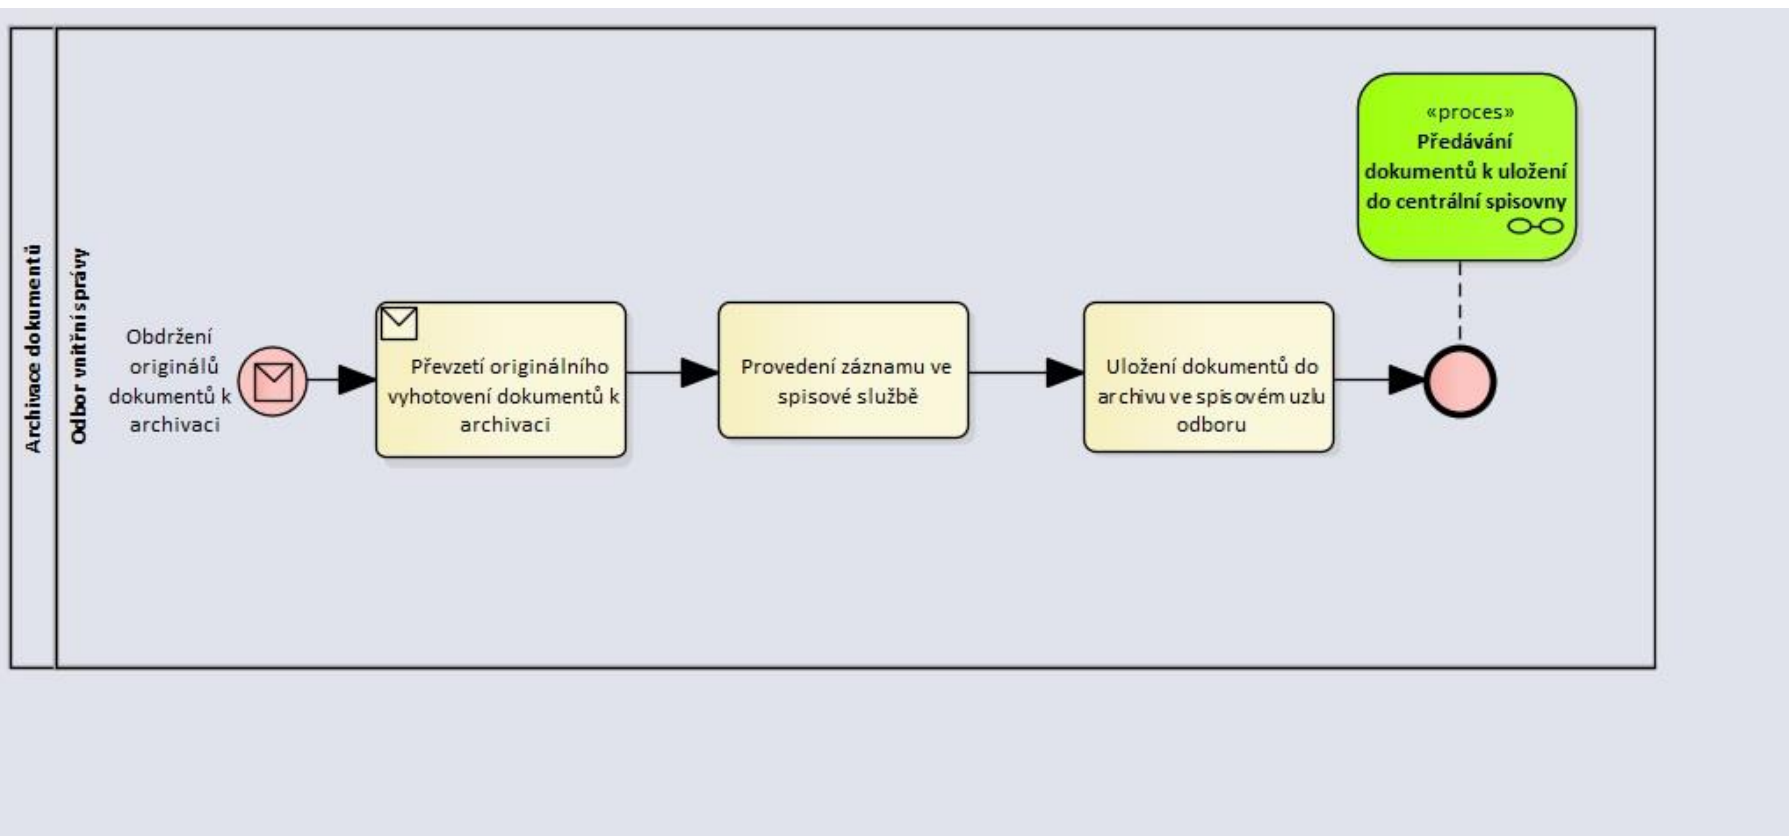 Archivace dokumentů
Odbor vnitřní správy
Obdržení
originálů
dokumentů k
archivaci
Převzetí originálního
vyhotovení dokumentů k
archivaci
Provedení záznamu ve
spisové službě
Uložení dokumentů do
archivu ve spisovém uzlu
odboru
«proces»
Předávání
dokumentů k uložení
do centrální spisovny